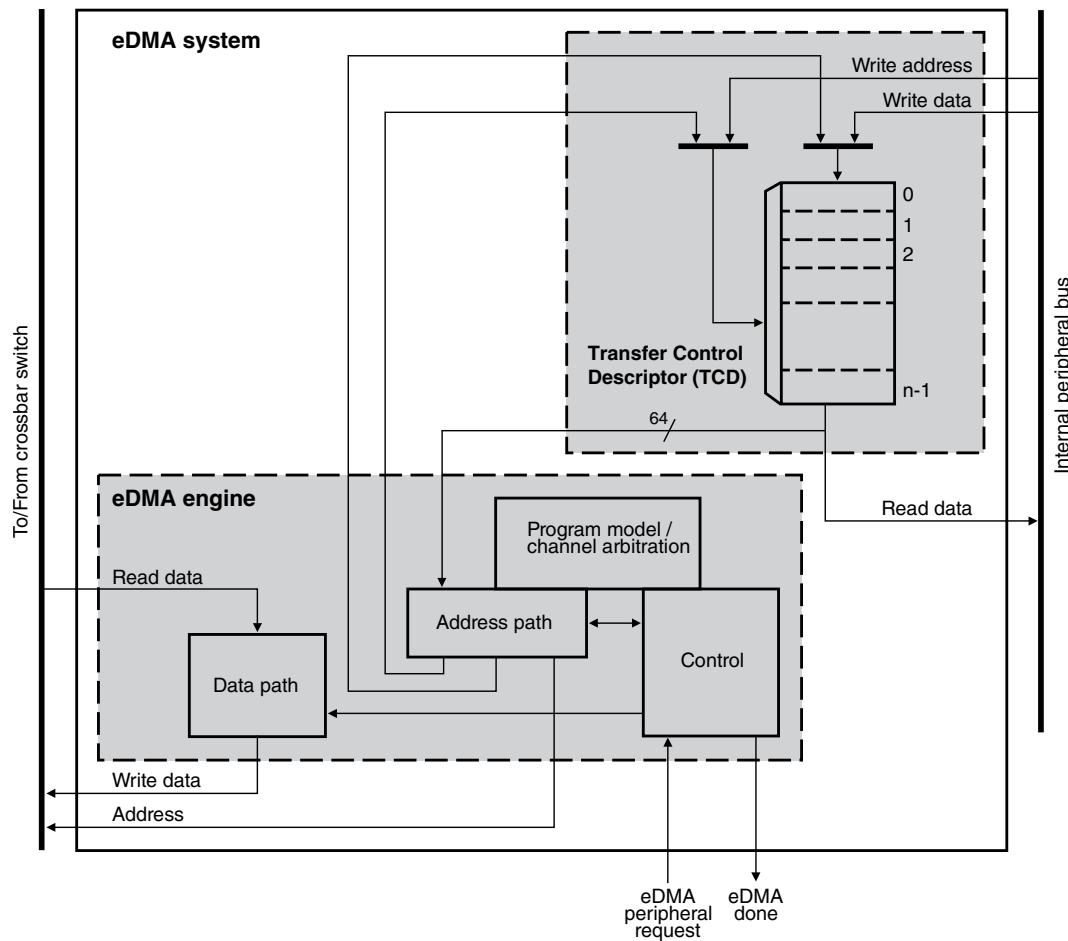 eDMA system
Write address
Write data
0
1
2
n-1
Transfer Control
Descriptor (TCD)
64
To/From crossbar switch
Internal peripheral bus
eDMA engine
Program model /
channel arbitration
Read data
Read data
Address path
Control
Data path
Write data
Address
eDMA
peripheral
request
eDMA
done